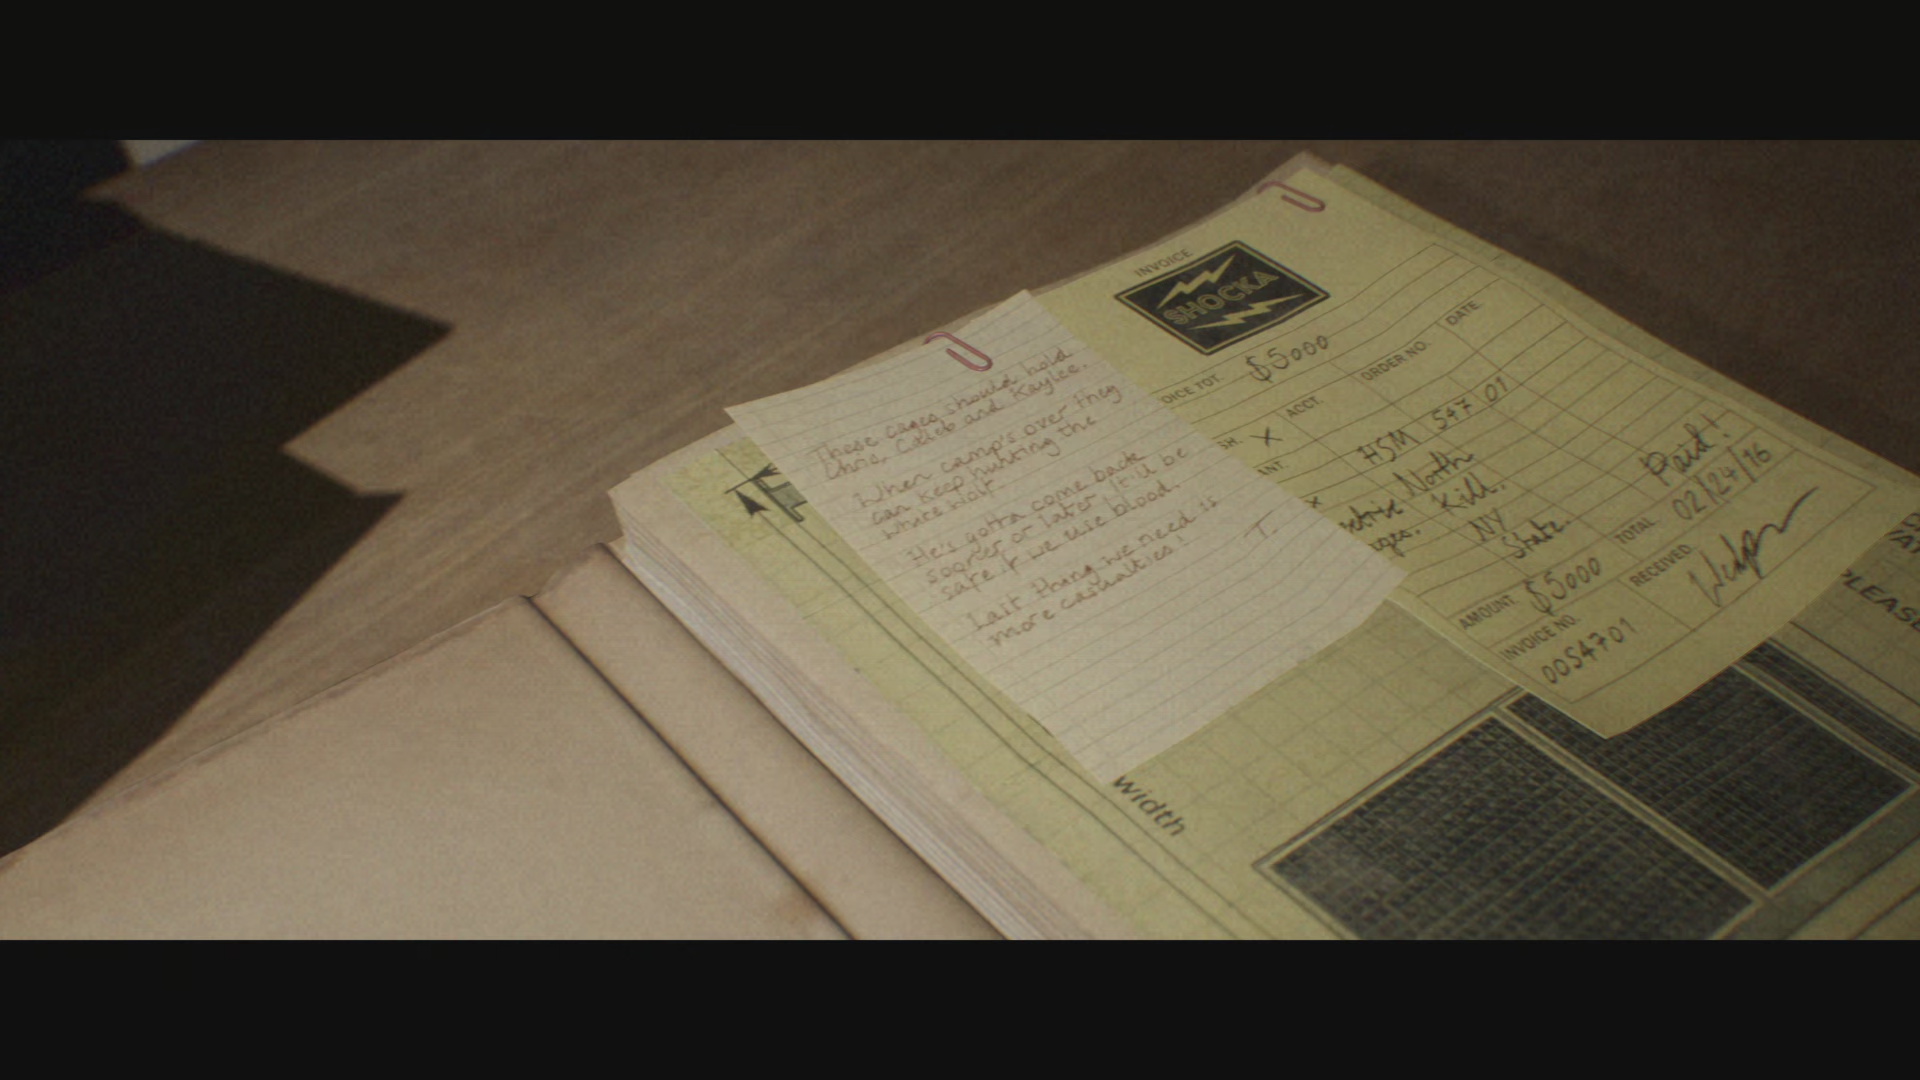 These cages should hold
Chris, Caleb and Kaylee.
When camp's over they
can keep hunting the
white wolf
He's gotta come back
sooner or later. It'll be
safe if we use blood.
Last thing we need is
more casualties!
T.
INVOICE
SHOCKA
$5000
DATE
ORDER NO.
ACCT.
X
HSM 547 01
North
Kill.
NY
State.
Paid!
TOTAL 02/24/16
AMOUNT $5000
RECEIVED
INVOICE NO.
0054701
width